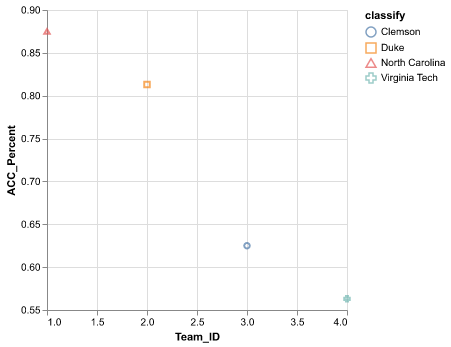 0.90
0.85
0.80
0.75
0.70
0.65
0.60
0.55
ACC_Percent
1.0 1.5 2.0 2.5 3.0 3.5 4.0
Team_ID
classify
Clemson
Duke
North Carolina
Virginia Tech